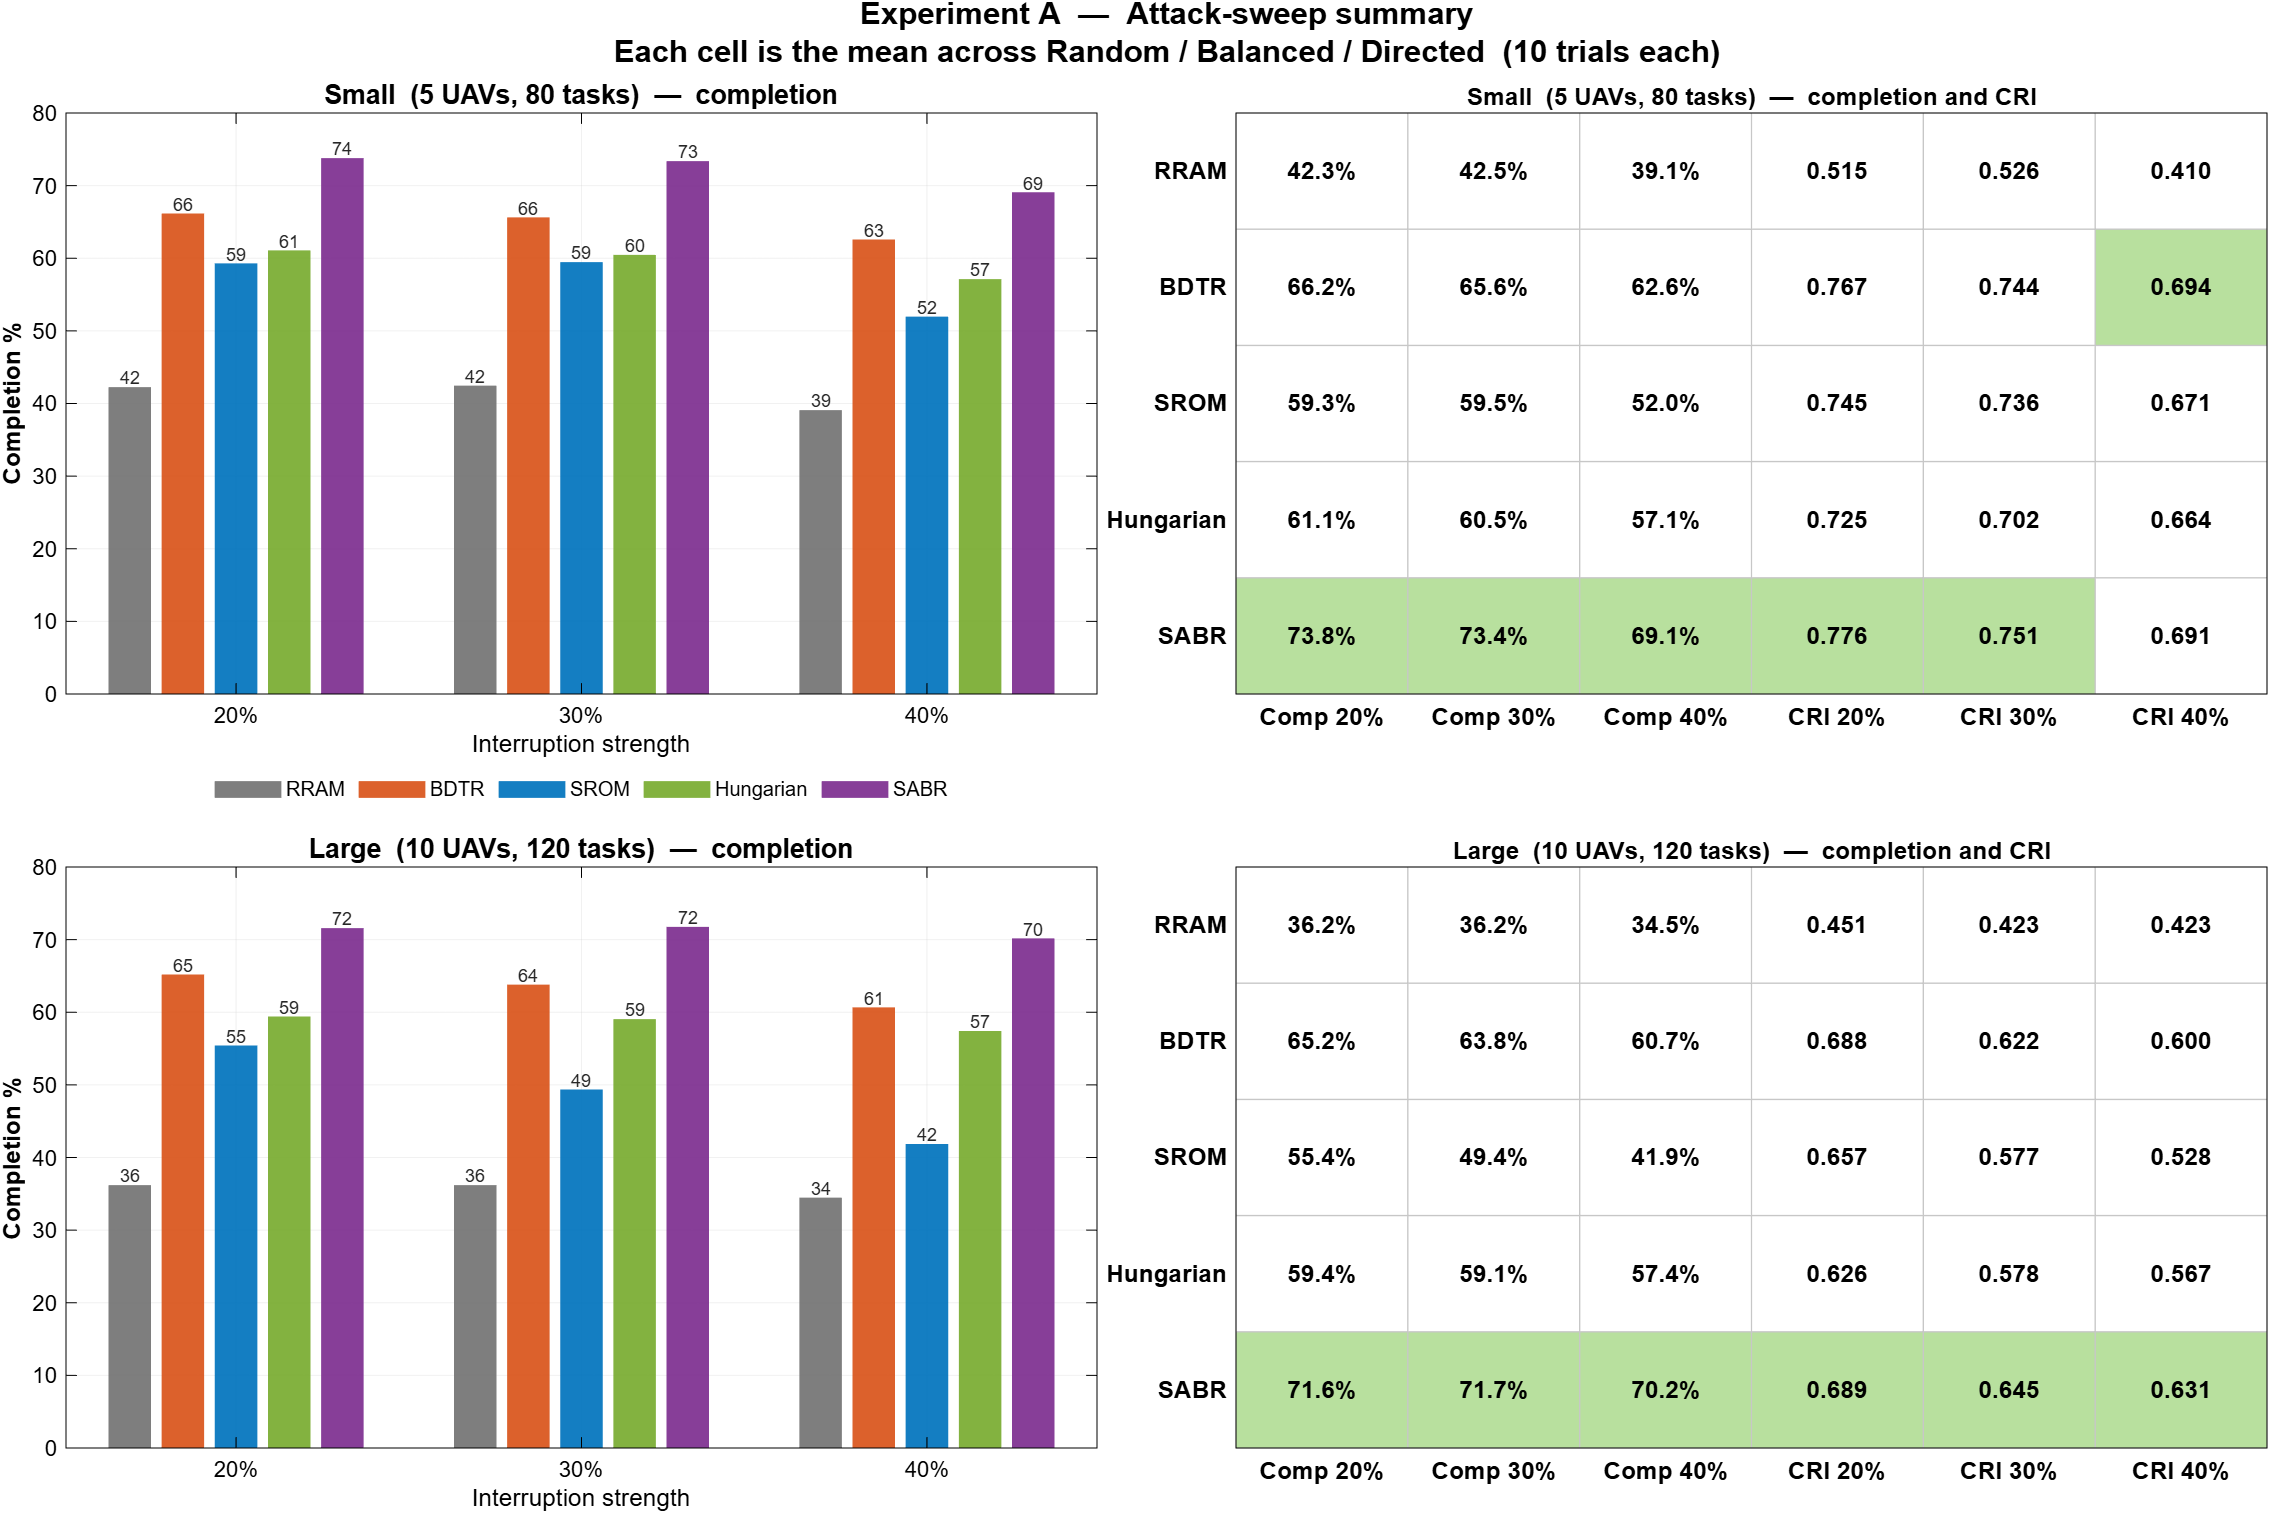 Experiment A — Attack-sweep summary
Each cell is the mean across Random / Balanced / Directed (10 trials each)
Small (5 UAVs, 80 tasks) — completion
80
70
60
50
40
30
20
10
0
Completion %
42
66
59
61
74
42
66
59
60
73
39
63
52
57
69
20%
30%
40%
Interruption strength
RRAM
BDTR
SROM
Hungarian
SABR
Small (5 UAVs, 80 tasks) — completion and CRI
RRAM 42.3% 42.5% 39.1% 0.515 0.526 0.410
BDTR 66.2% 65.6% 62.6% 0.767 0.744 0.694
SROM 59.3% 59.5% 52.0% 0.745 0.736 0.671
Hungarian 61.1% 60.5% 57.1% 0.725 0.702 0.664
SABR 73.8% 73.4% 69.1% 0.776 0.751 0.691
Comp 20% Comp 30% Comp 40% CRI 20% CRI 30% CRI 40%
Large (10 UAVs, 120 tasks) — completion
80
70
60
50
40
30
20
10
0
Completion %
36
65
55
59
72
36
64
49
59
72
34
61
42
57
70
20%
30%
40%
Interruption strength
Large (10 UAVs, 120 tasks) — completion and CRI
RRAM 36.2% 36.2% 34.5% 0.451 0.423 0.423
BDTR 65.2% 63.8% 60.7% 0.688 0.622 0.600
SROM 55.4% 49.4% 41.9% 0.657 0.577 0.528
Hungarian 59.4% 59.1% 57.4% 0.626 0.578 0.567
SABR 71.6% 71.7% 70.2% 0.689 0.645 0.631
Comp 20% Comp 30% Comp 40% CRI 20% CRI 30% CRI 40%